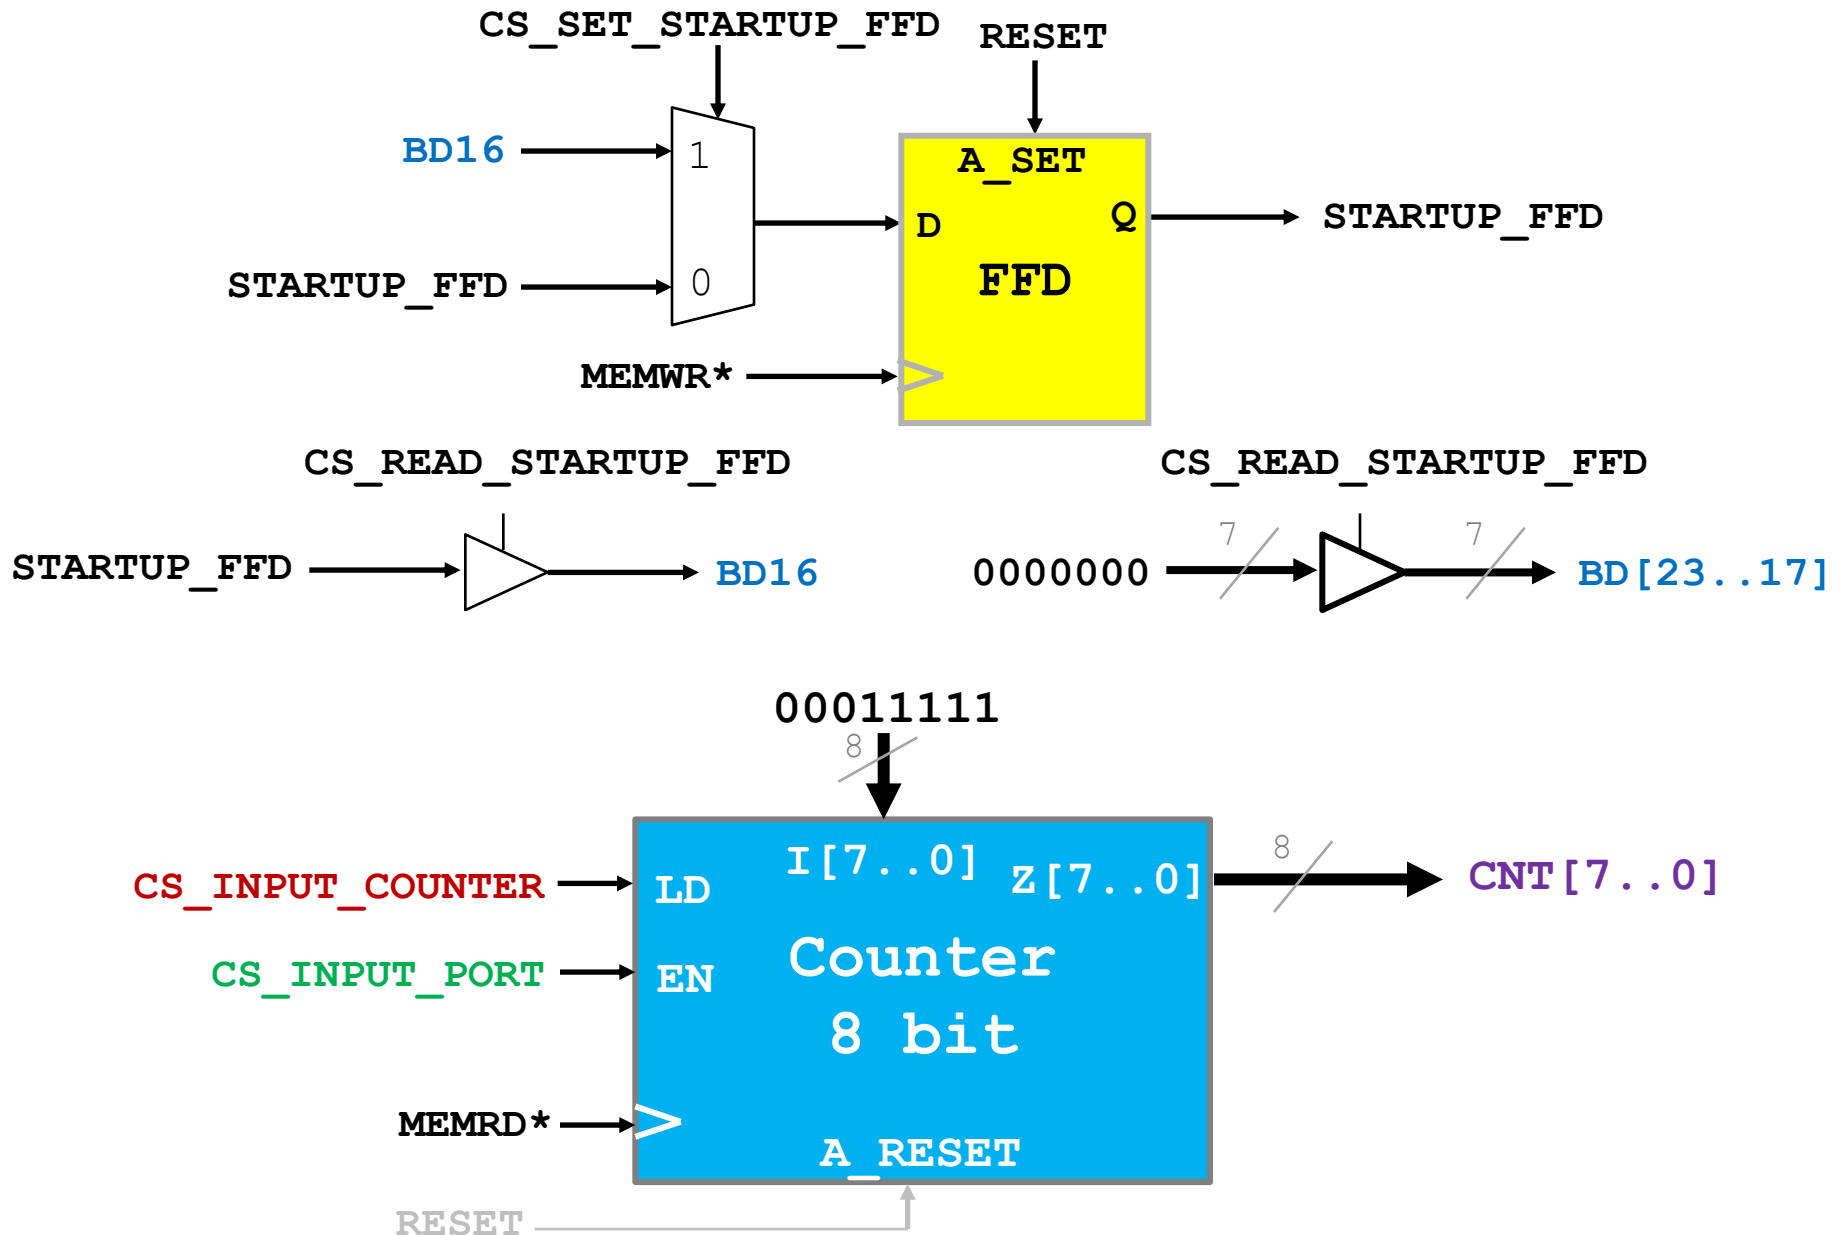 CS_SET_STARTUP_FFD
RESET
BD16
1
A_SET
D
Q
STARTUP_FFD
FFD
STARTUP_FFD
0
MEMWR*
>
CS_READ_STARTUP_FFD
CS_READ_STARTUP_FFD
STARTUP_FFD
BD16
0000000
7
7
BD[23..17]
00011111
8
CS_INPUT_COUNTER
LD
I[7..0]
Z[7..0]
8
CNT[7..0]
CS_INPUT_PORT
EN
Counter
8 bit
MEMRD*
>
A_RESET
RESET